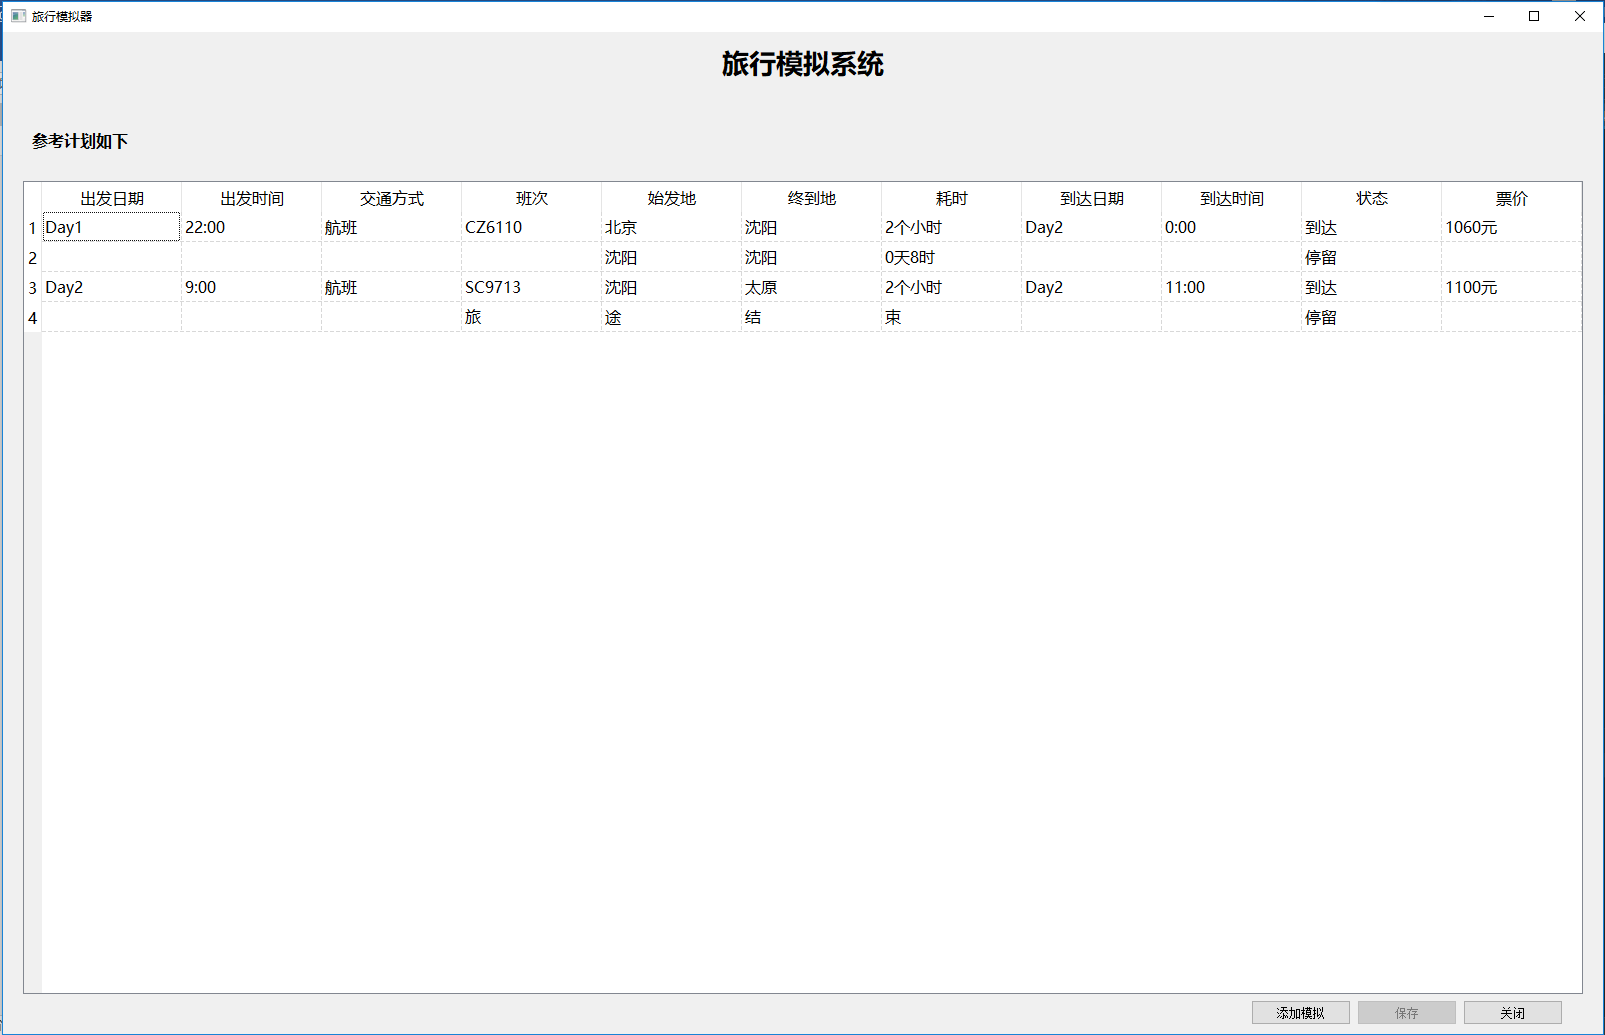 旅行模拟器
旅行模拟系统
参考计划如下
出发日期 出发时间 交通方式 班次 始发地 终到地 耗时 到达日期 到达时间 状态 票价
1 Day1 22:00 航班 CZ6110 北京 沈阳 2个小时 Day2 0:00 到达 1060元
2 沈阳 沈阳 0天8时 停留
3 Day2 9:00 航班 SC9713 沈阳 太原 2个小时 Day2 11:00 到达 1100元
4 旅 途 结 束 停留
添加模拟 保存 关闭